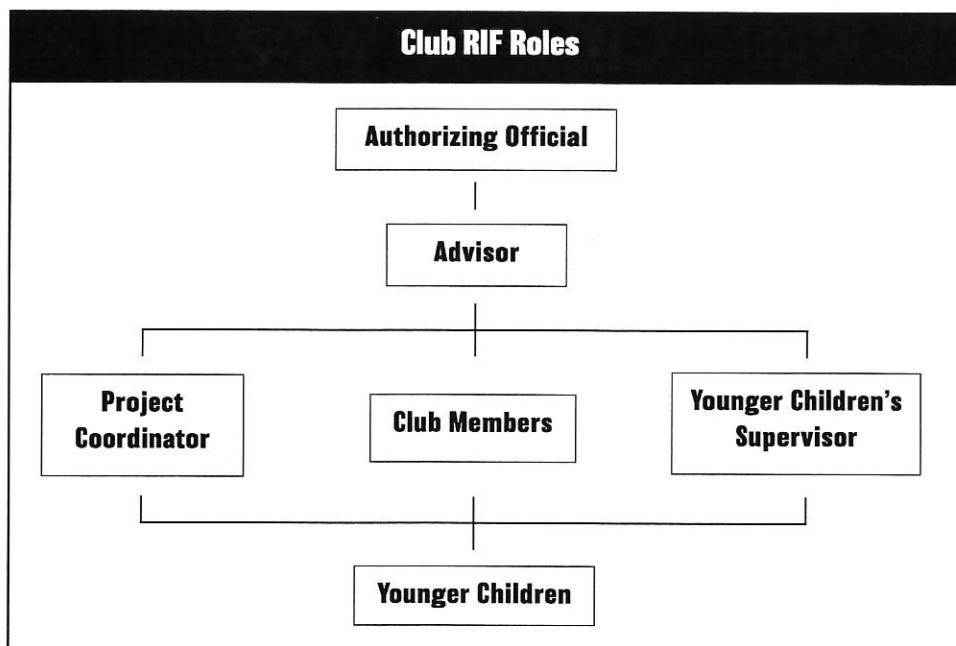 Club RIF Roles
Authorizing Official
Advisor
Project
Coordinator
Club Members
Younger Children's
Supervisor
Younger Children